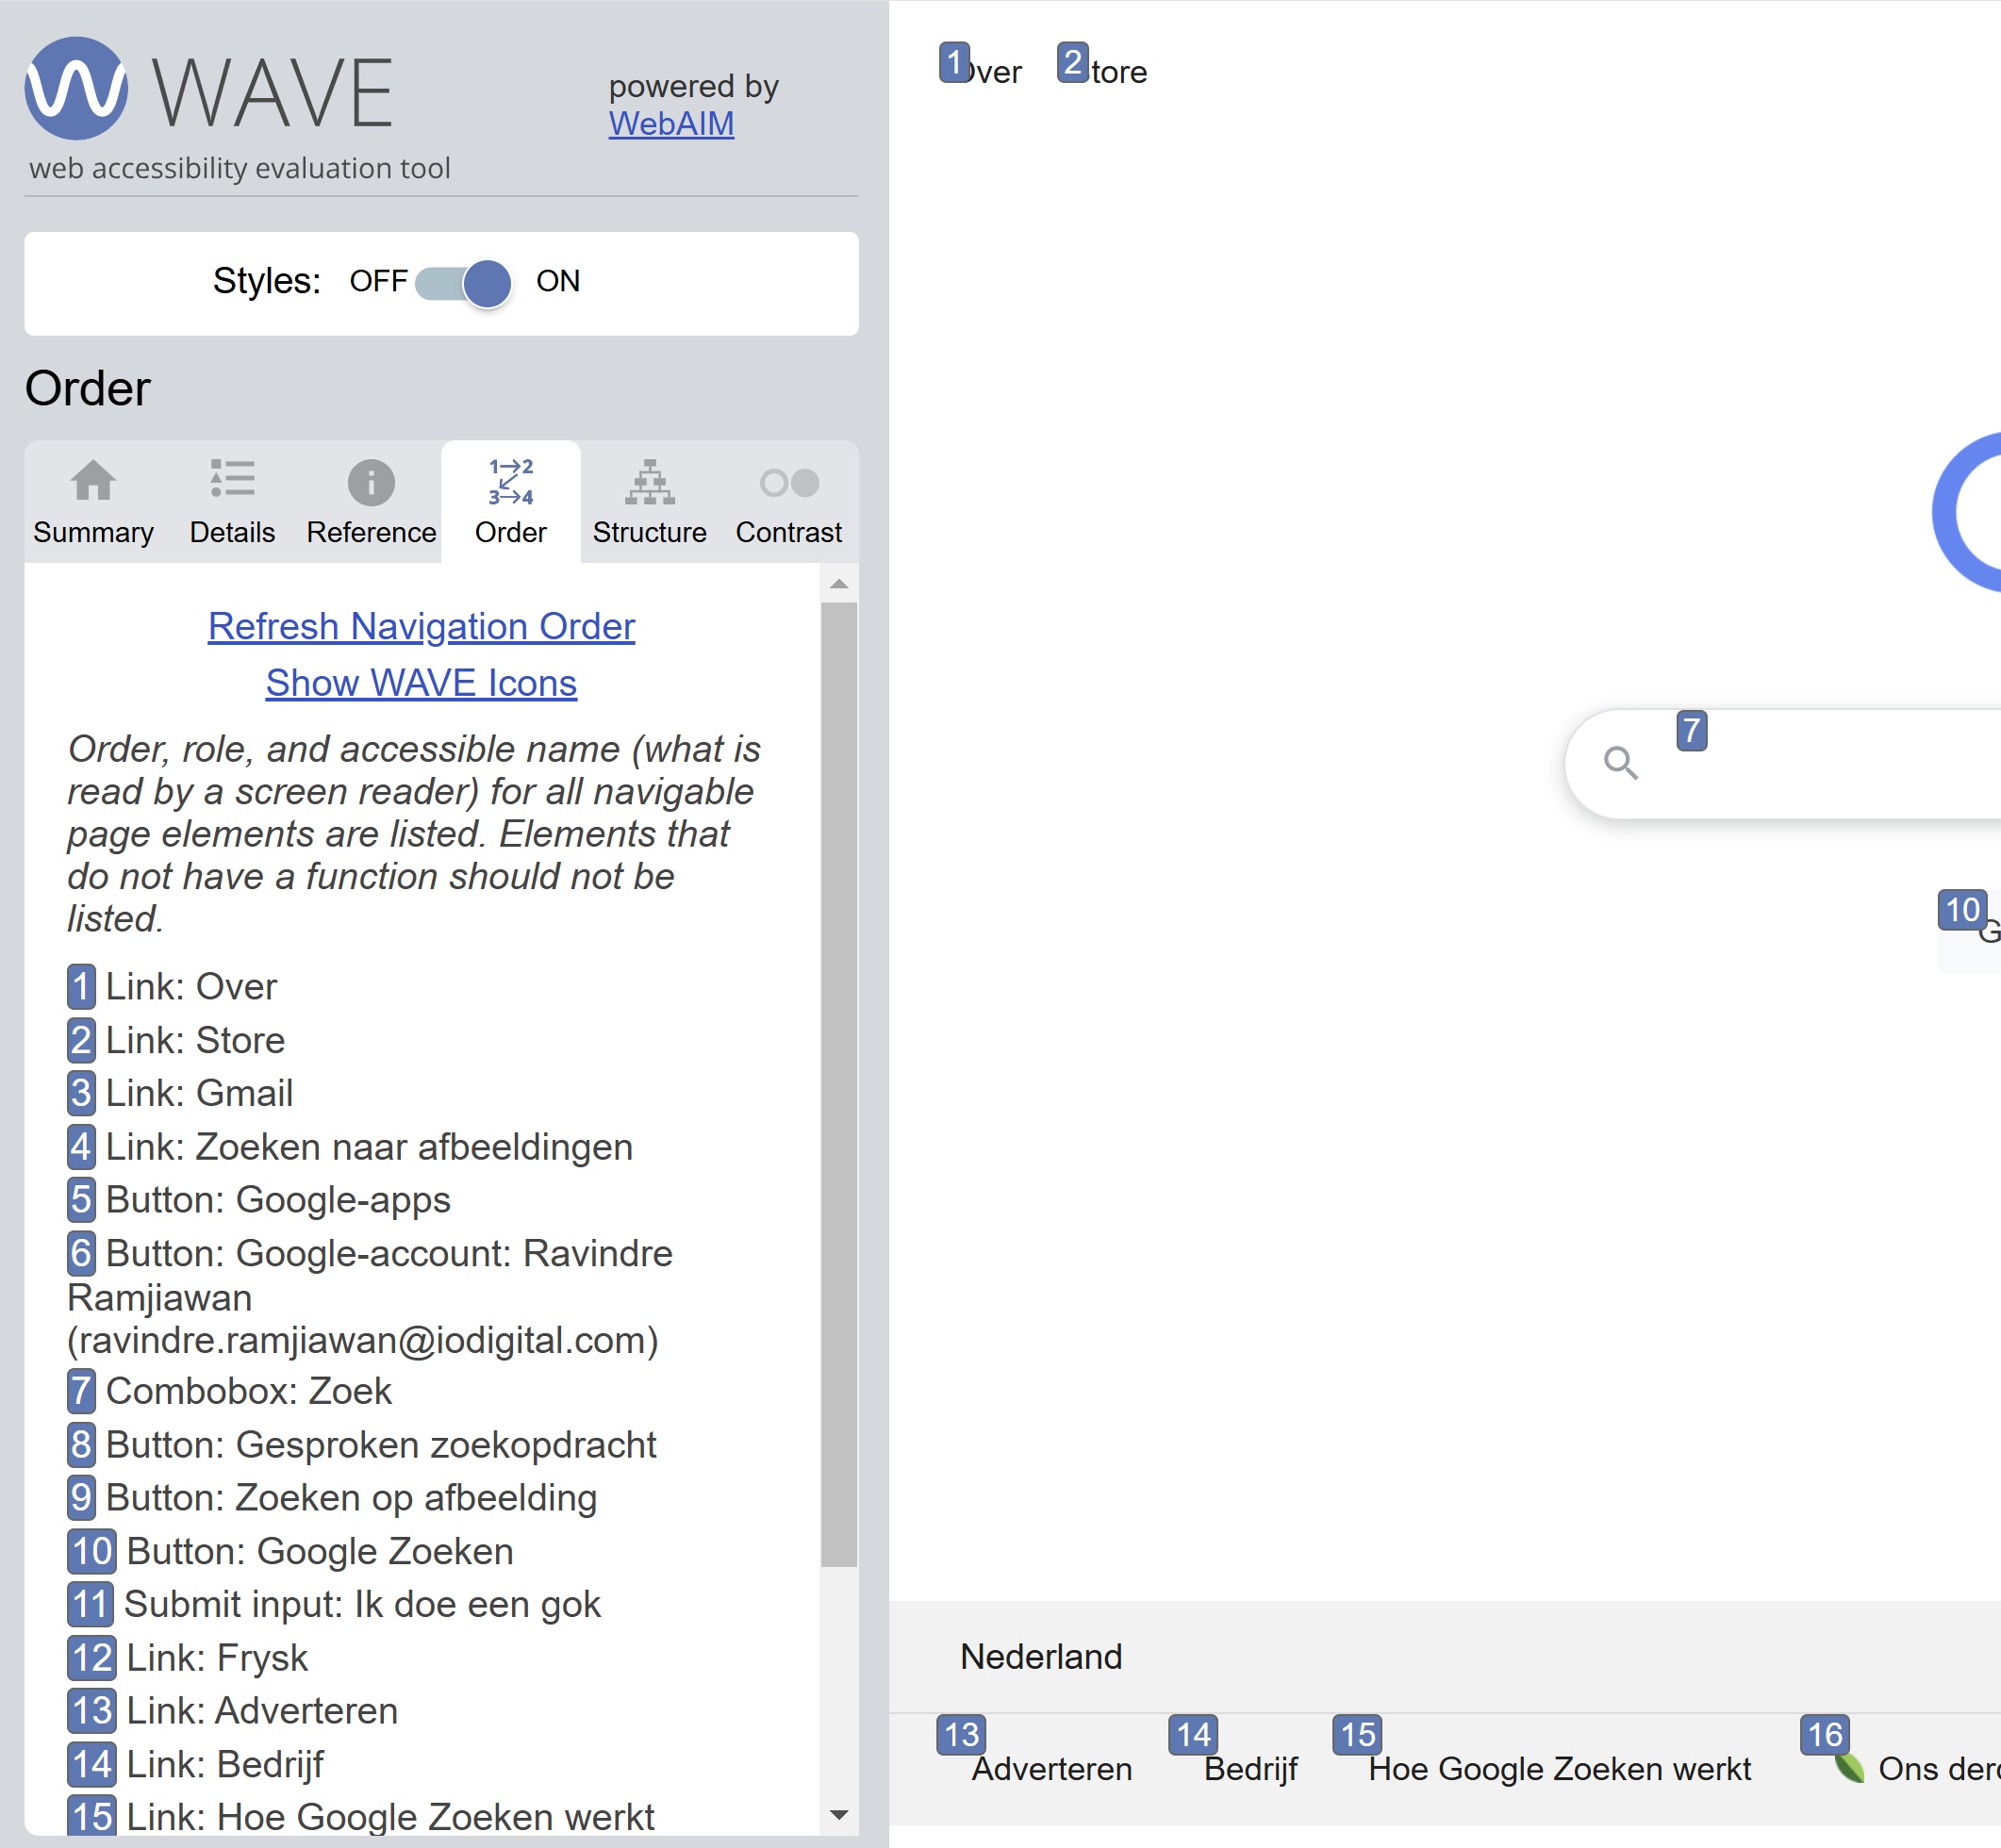 WAVE
powered by
WebAIM
web accessibility evaluation tool
Styles: OFF ON
Order
1→2
3→4
Summary Details Reference Order Structure Contrast
Refresh Navigation Order
Show WAVE Icons
Order, role, and accessible name (what is
read by a screen reader) for all navigable
page elements are listed. Elements that
do not have a function should not be
listed.
1 Link: Over
2 Link: Store
3 Link: Gmail
4 Link: Zoeken naar afbeeldingen
5 Button: Google-apps
6 Button: Google-account: Ravindre
Ramjiawan
(ravindre.ramjiawan@iodigital.com)
7 Combobox: Zoek
8 Button: Gesproken zoekopdracht
9 Button: Zoeken op afbeelding
10 Button: Google Zoeken
11 Submit input: Ik doe een gok
12 Link: Frysk
13 Link: Adverteren
14 Link: Bedrijf
15 Link: Hoe Google Zoeken werkt
1 Over 2 Store
7
10 G
Nederland
13 Adverteren 14 Bedrijf 15 Hoe Google Zoeken werkt 16 Ons